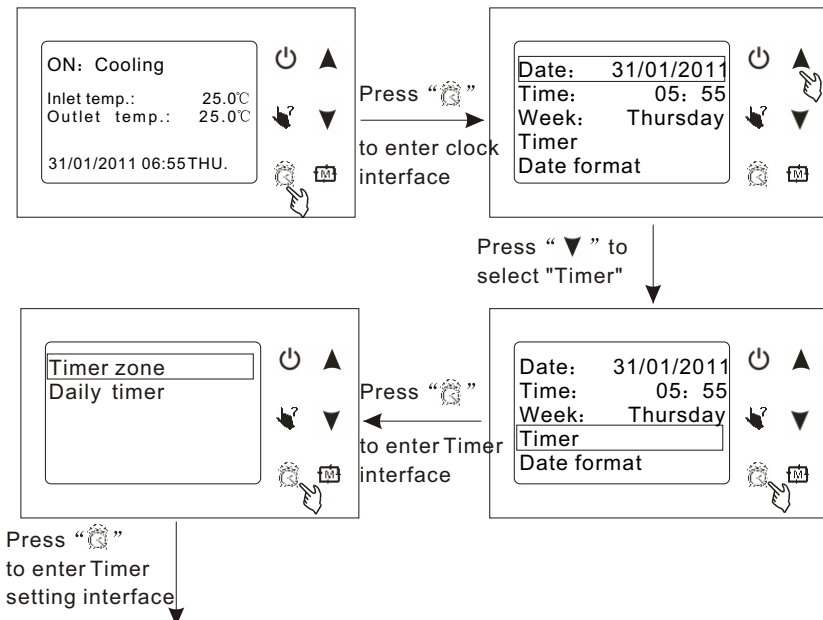 ON: Cooling
Inlet temp.: 25.0℃
Outlet temp.: 25.0℃
31/01/2011 06:55THU.
?
M
Press “ ”
to enter clock
interface
Date: 31/01/2011
Time: 05: 55
Week: Thursday
Timer
Date format
?
M
Press “▼” to
select "Timer"
Date: 31/01/2011
Time: 05: 55
Week: Thursday
Timer
Date format
?
M
Press “ ”
to enter Timer
interface
Timer zone
Daily timer
?
M
Press “ ”
to enter Timer
setting interface